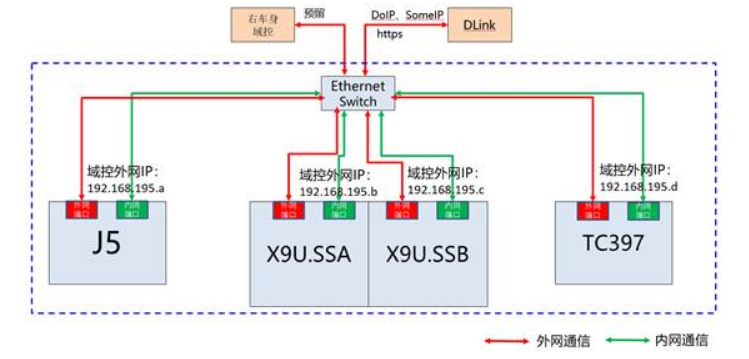 右车身
域控
预留
DoIP、SomeIP
https
DLink
Ethernet
Switch
域控外网IP：
192.168.195.a
域控外网IP：
192.168.195.b
域控外网IP：
192.168.195.c
域控外网IP：
192.168.195.d
外网
端口
内网
端口
J5
外网
端口
内网
端口
X9U.SSA
外网
端口
内网
端口
X9U.SSB
外网
端口
内网
端口
TC397
外网通信
内网通信